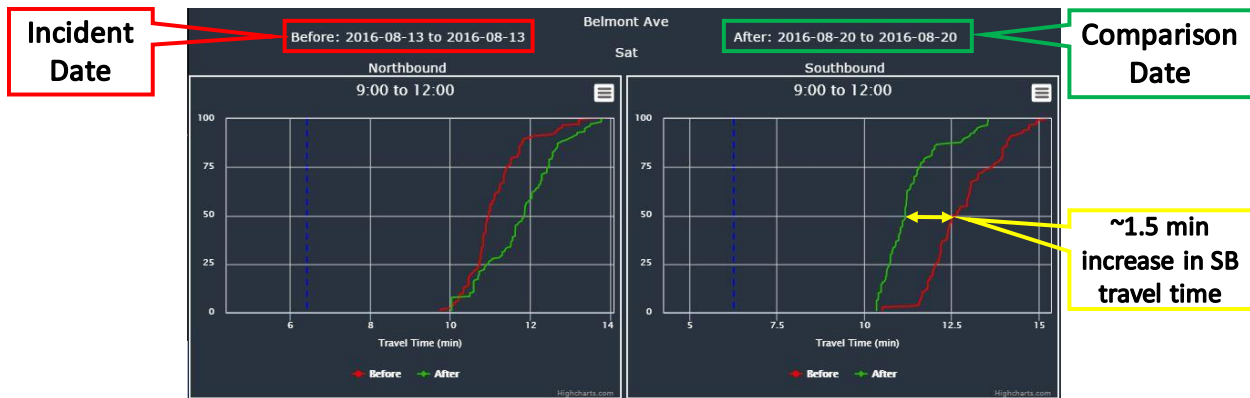 Incident
Date
Belmont Ave
Before: 2016-08-13 to 2016-08-13
After: 2016-08-20 to 2016-08-20
Sat
Comparison
Date
Northbound
9:00 to 12:00
100
75
50
25
0
6
8
10
12
14
Travel Time (min)
Before
After
Highcharts.com
Southbound
9:00 to 12:00
100
75
50
25
0
5
7.5
10
12.5
15
Travel Time (min)
Before
After
Highcharts.com
~1.5 min
increase in SB
travel time